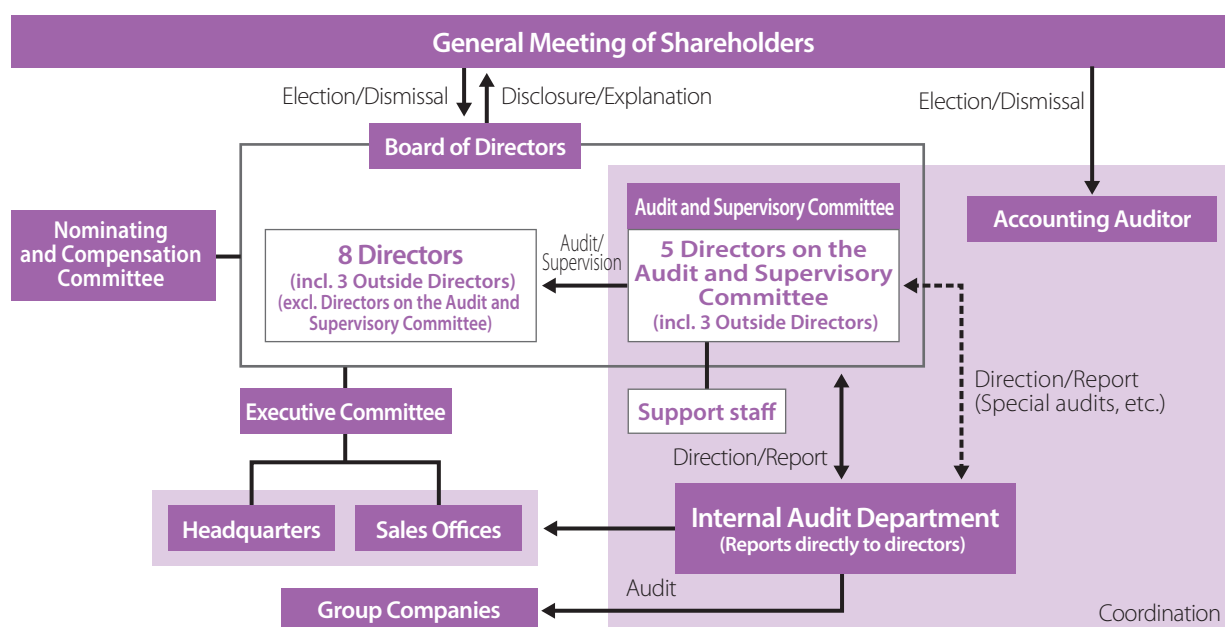 General Meeting of Shareholders
Election/Dismissal
Disclosure/Explanation
Election/Dismissal
Board of Directors
Nominating
and Compensation
Committee
8 Directors
(incl. 3 Outside Directors)
(excl. Directors on the Audit and
Supervisory Committee)
Audit/
Supervision
Audit and Supervisory Committee
5 Directors on the
Audit and Supervisory
Committee
(incl. 3 Outside Directors)
Accounting Auditor
Executive Committee
Support staff
Direction/Report
(Special audits, etc.)
Direction/Report
Headquarters
Sales Offices
Internal Audit Department
(Reports directly to directors)
Audit
Group Companies
Coordination